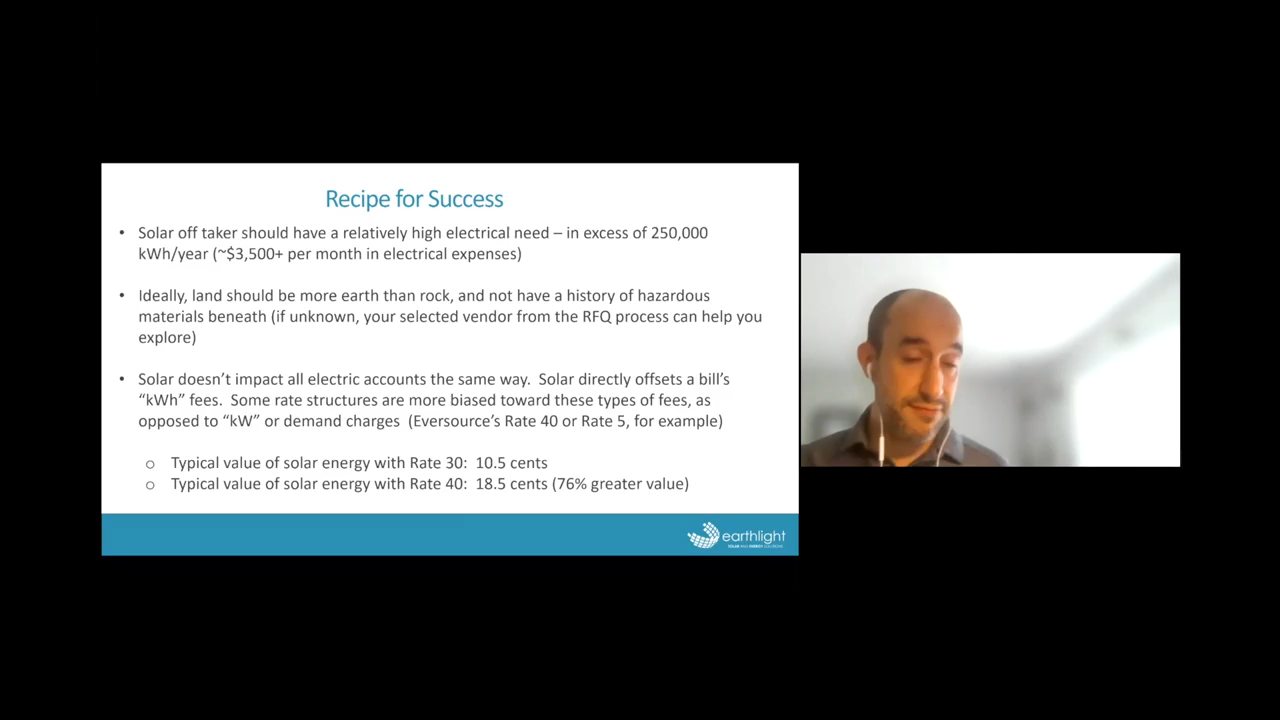 Recipe for Success
• Solar off taker should have a relatively high electrical need – in excess of 250,000
kWh/year (~$3,500+ per month in electrical expenses)
• Ideally, land should be more earth than rock, and not have a history of hazardous
materials beneath (if unknown, your selected vendor from the RFQ process can help you
explore)
• Solar doesn’t impact all electric accounts the same way.  Solar directly offsets a bill’s
“kWh” fees.  Some rate structures are more biased toward these types of fees, as
opposed to “kW” or demand charges  (Eversource’s Rate 40 or Rate 5, for example)
o Typical value of solar energy with Rate 30:  10.5 cents
o Typical value of solar energy with Rate 40:  18.5 cents (76% greater value)
earthlight
SOLAR AND ENERGY SOLUTIONS